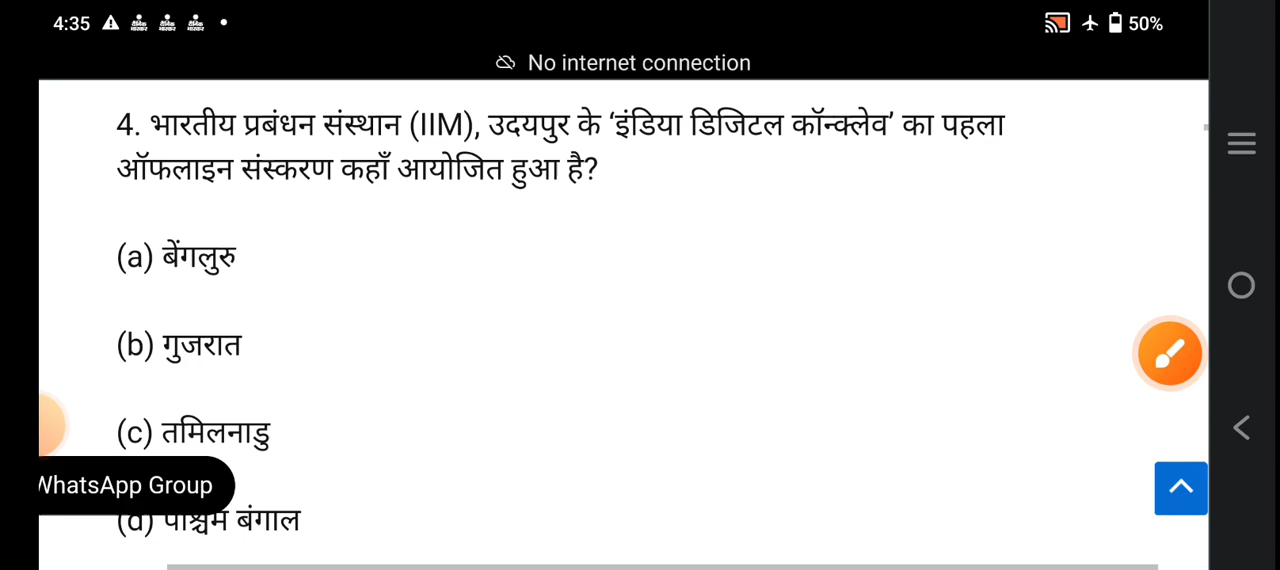 4:35
50%
No internet connection
4. भारतीय प्रबंधन संस्थान (IIM), उदयपुर के ‘इंडिया डिजिटल कॉन्क्लेव’ का पहला
ऑफलाइन संस्करण कहाँ आयोजित हुआ है?
(a) बेंगलुरु
(b) गुजरात
(c) तमिलनाडु
WhatsApp Group
(d) पश्चिम बंगाल